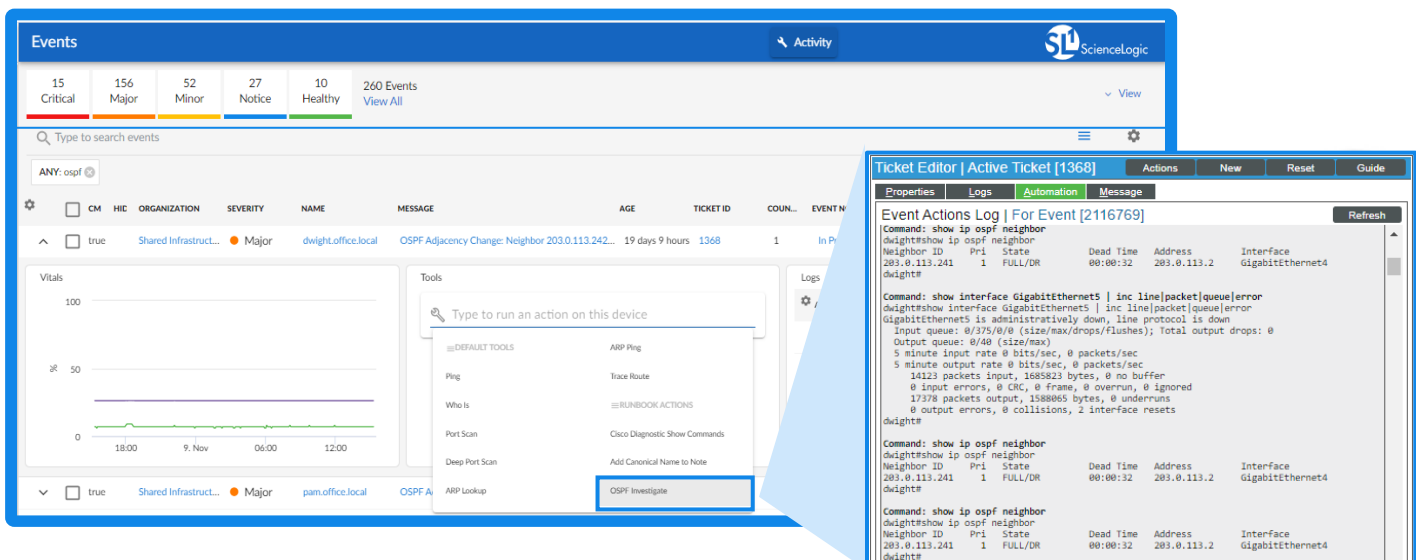 Events
Activity
SL1 ScienceLogic
15 156 52 27 10 260 Events
Critical Major Minor Notice Healthy View All
View
Type to search events
ANY: ospf
CM HID ORGANIZATION SEVERITY NAME MESSAGE AGE TICKET ID COUN... EVENT
true Shared Infrastruct... Major dwight.office.local OSPF Adjacency Change: Neighbor 203.0.113.242... 19 days 9 hours 1368 1 In
Vitals
100
%
50
0
18:00 9. Nov 06:00 12:00
Tools
Type to run an action on this device
DEFAULT TOOLS ARP Ping
Ping Trace Route
Who Is RUNBOOK ACTIONS
Port Scan Cisco Diagnostic Show Commands
Deep Port Scan Add Canonical Name to Note
ARP Lookup OSPF Investigate
Logs
true Shared Infrastruct... Major pam.office.local OSPF
Ticket Editor | Active Ticket [1368] Actions New Reset Guide
Properties Logs Automation Message
Event Actions Log | For Event [2116769] Refresh
Command: show ip ospf neighbor
dwight#show ip ospf neighbor
Neighbor ID Pri State Dead Time Address Interface
203.0.113.241 1 FULL/DR 00:00:32 203.0.113.2 GigabitEthernet4
dwight#
Command: show interface GigabitEthernet5 | inc line|packet|queue|error
dwight#show interface GigabitEthernet5 | inc line|packet|queue|error
GigabitEthernet5 is administratively down, line protocol is down
Input queue: 0/375/0/0 (size/max/drops/flushes); Total output drops: 0
Output queue: 0/40 (size/max)
5 minute input rate 0 bits/sec, 0 packets/sec
5 minute output rate 0 bits/sec, 0 packets/sec
14123 packets input, 1685823 bytes, 0 no buffer
0 input errors, 0 CRC, 0 frame, 0 overrun, 0 ignored
17378 packets output, 1588065 bytes, 0 underruns
0 output errors, 0 collisions, 2 interface resets
dwight#
Command: show ip ospf neighbor
dwight#show ip ospf neighbor
Neighbor ID Pri State Dead Time Address Interface
203.0.113.241 1 FULL/DR 00:00:32 203.0.113.2 GigabitEthernet4
dwight#
Command: show ip ospf neighbor
dwight#show ip ospf neighbor
Neighbor ID Pri State Dead Time Address Interface
203.0.113.241 1 FULL/DR 00:00:32 203.0.113.2 GigabitEthernet4
dwight#